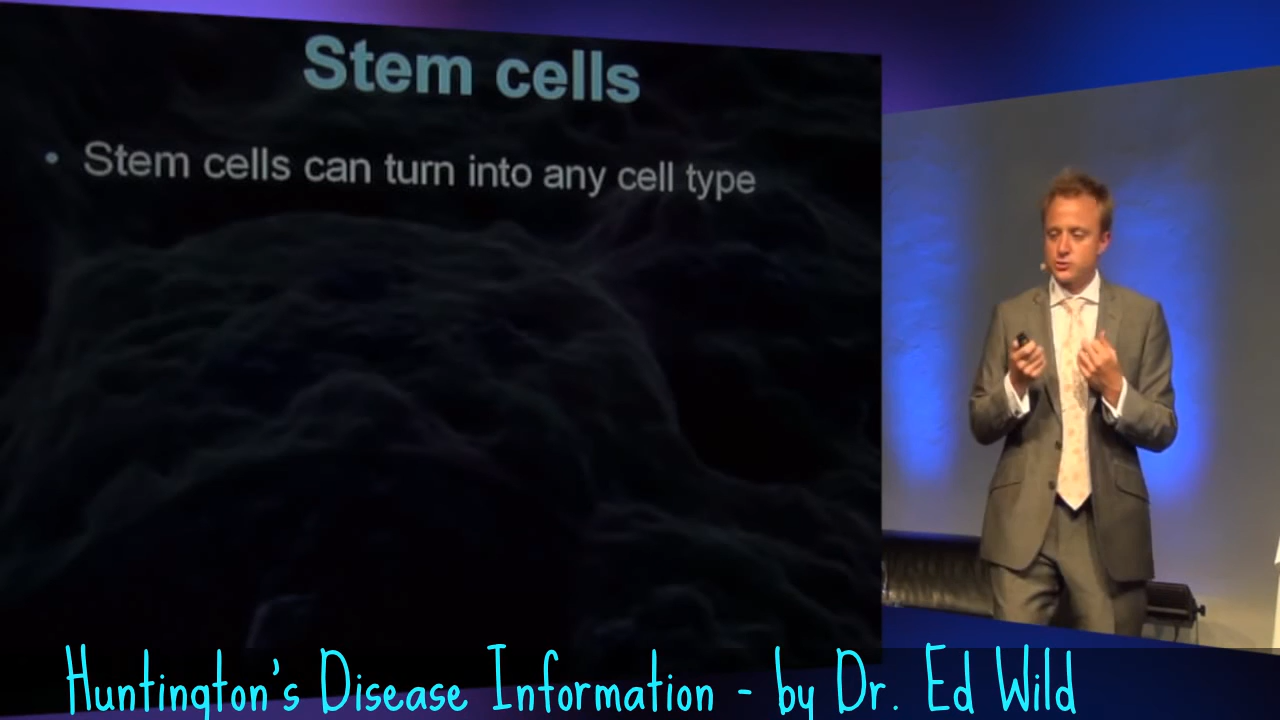 Stem cells
• Stem cells can turn into any cell type
Huntington's Disease Information - by Dr. Ed Wild